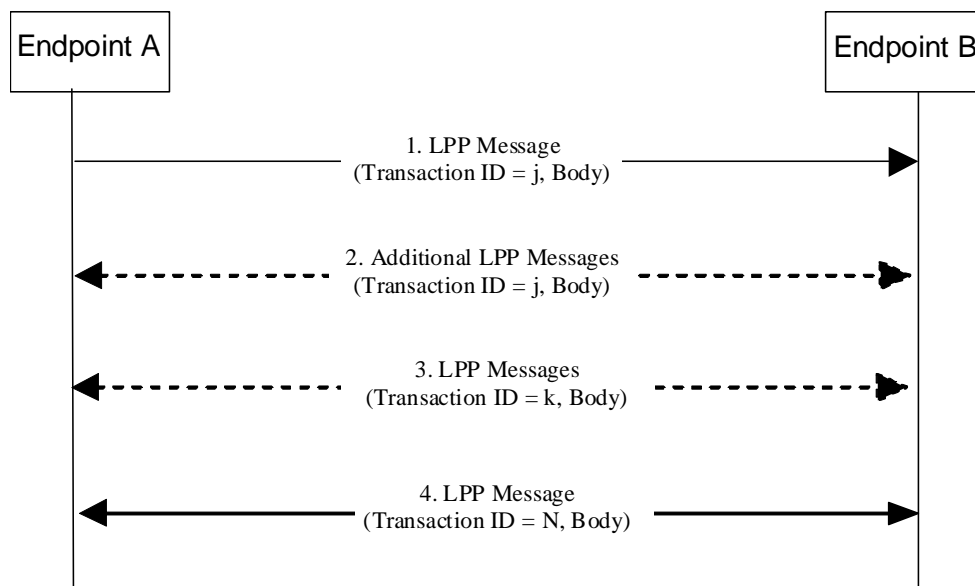 Endpoint A
Endpoint B
1. LPP Message
(Transaction ID = j, Body)
2. Additional LPP Messages
(Transaction ID = j, Body)
3. LPP Messages
(Transaction ID = k, Body)
4. LPP Message
(Transaction ID = N, Body)